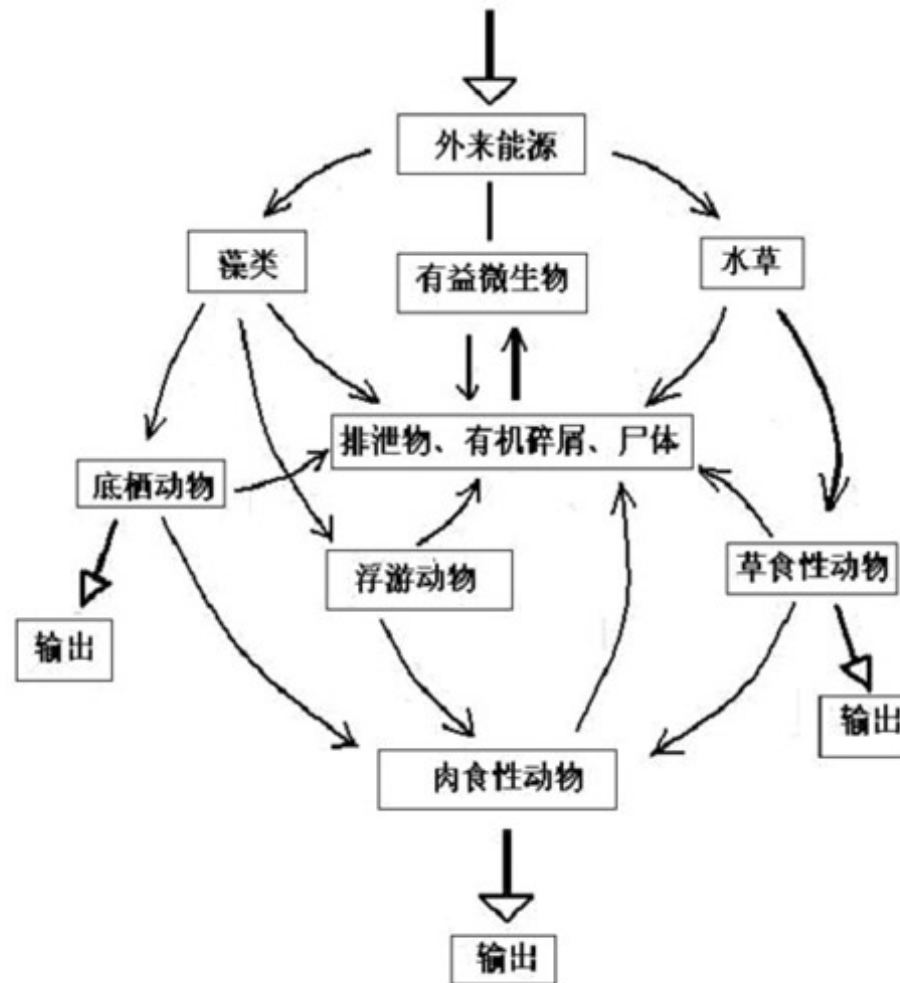 外来能源
藻类
有益微生物
水草
排泄物、有机碎屑、尸体
底栖动物
浮游动物
草食性动物
输出
输出
肉食性动物
输出